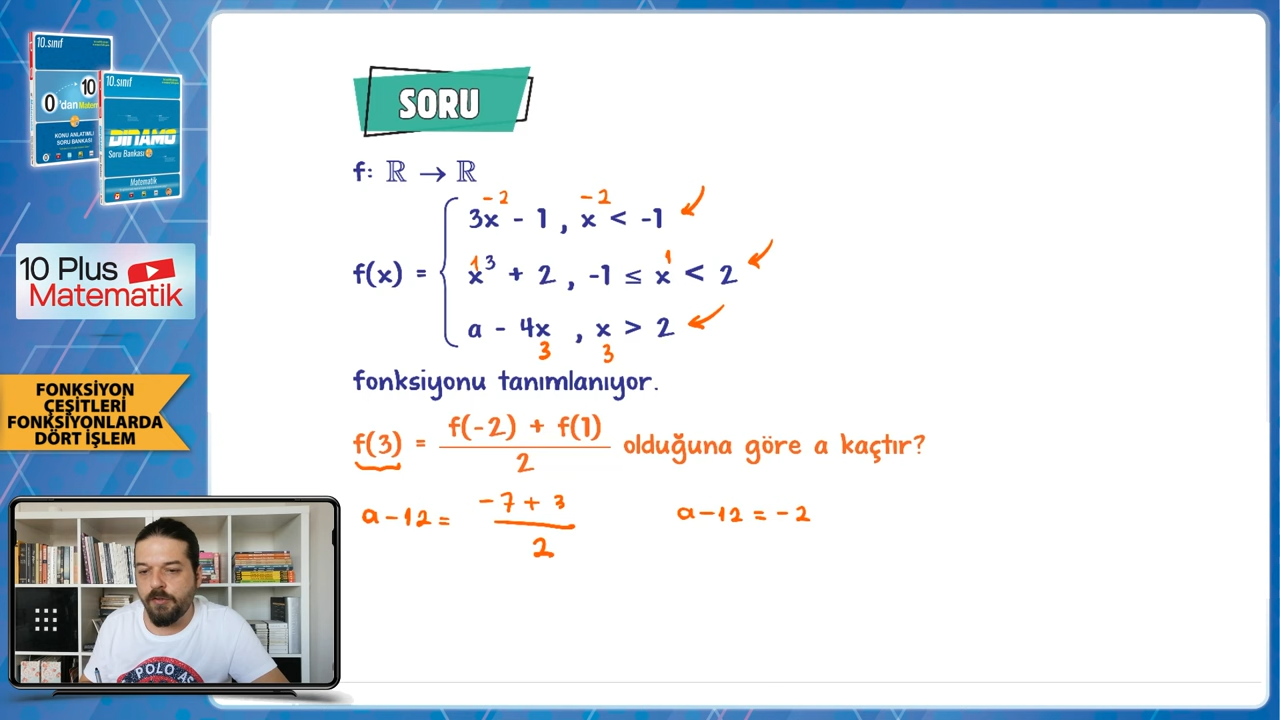 10.sınıf
0'dan 10
KONU ANLATIMLI
SORU BANKASI
10.sınıf
DİNAMO
Soru Bankası
Matematik
10 Plus
Matematik
FONKSİYON
ÇEŞİTLERİ
FONKSİYONLARDA
DÖRT İŞLEM
POLO AS
SORU
f: ℝ → ℝ
-2 -2
3x - 1 , x < -1
1 1
f(x) = { x³ + 2 , -1 ≤ x < 2
a - 4x , x > 2
3 3
fonksiyonu tanımlanıyor.
f(3) = (f(-2) + f(1)) / 2 olduğuna göre a kaçtır?
a - 12 = (-7 + 3) / 2 a - 12 = -2